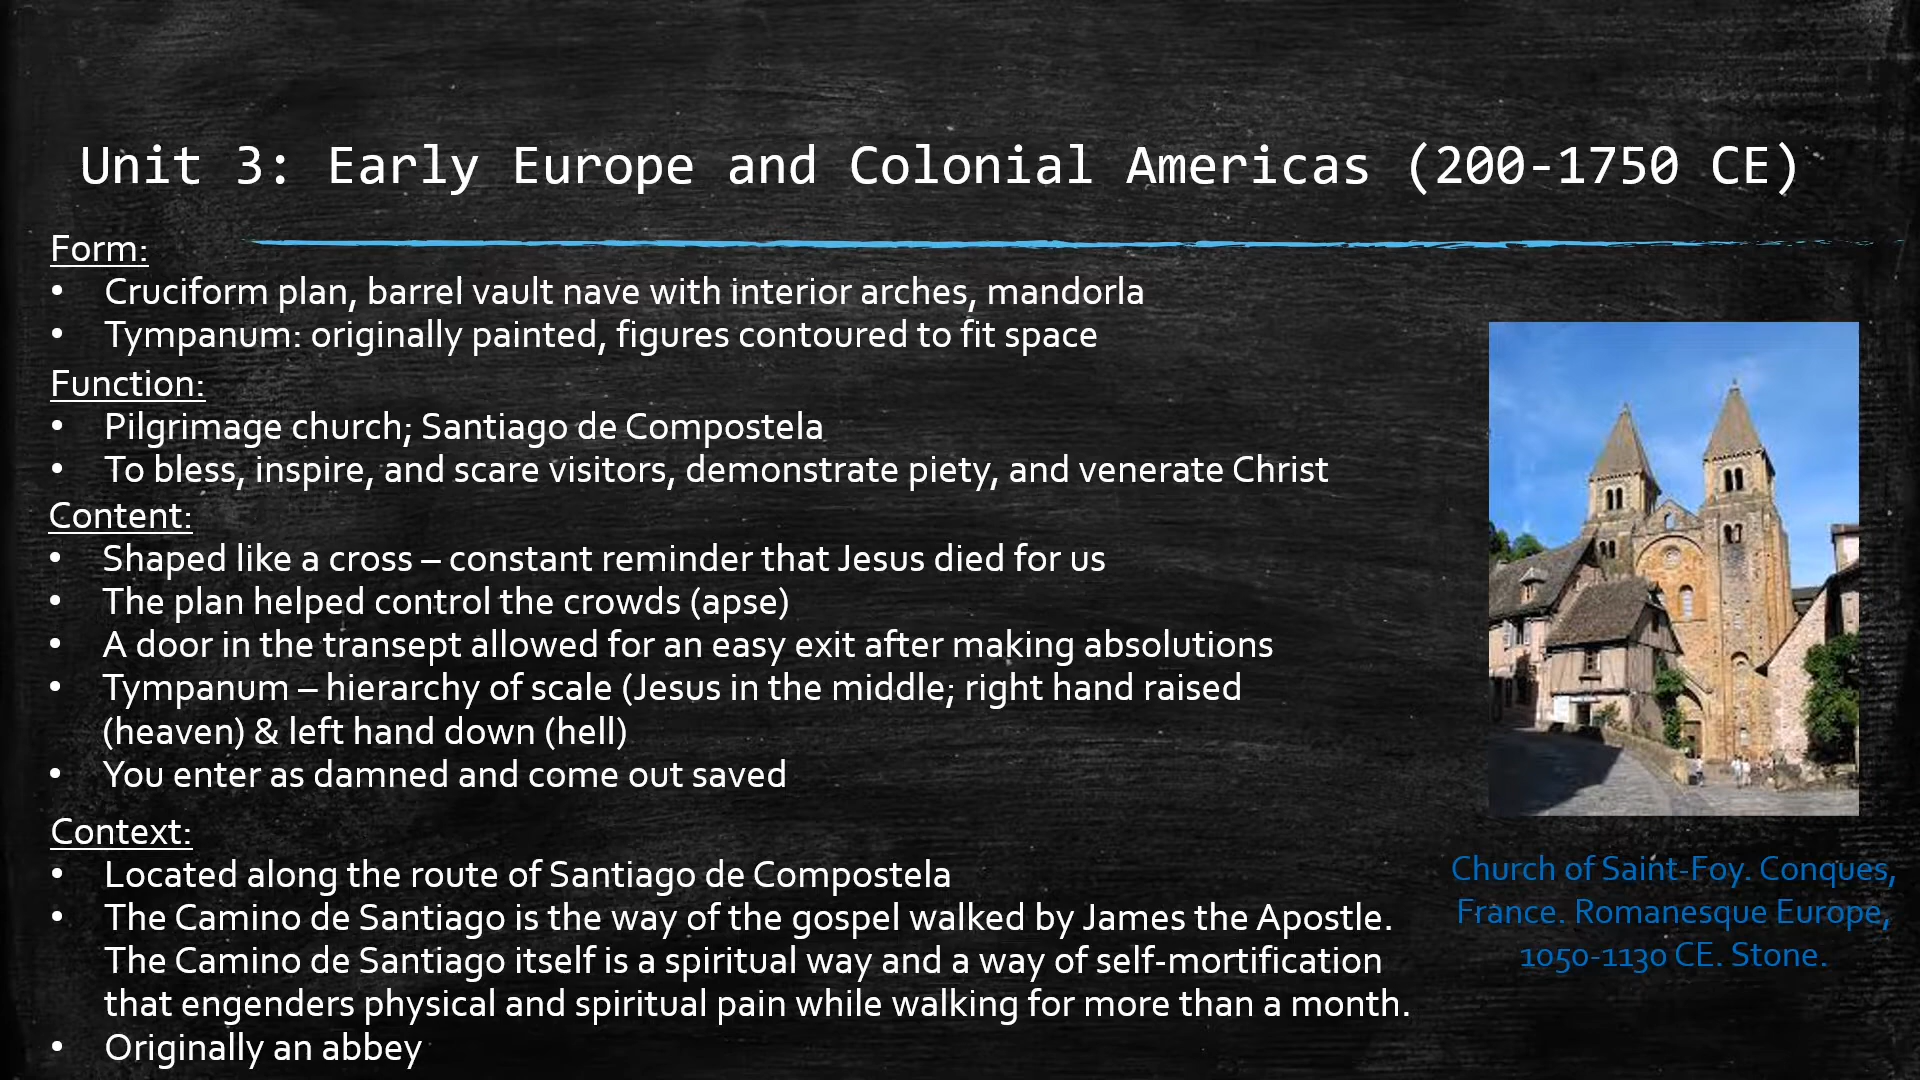 Unit 3: Early Europe and Colonial Americas (200-1750 CE)
Form:
• Cruciform plan, barrel vault nave with interior arches, mandorla
• Tympanum: originally painted, figures contoured to fit space
Function:
• Pilgrimage church; Santiago de Compostela
• To bless, inspire, and scare visitors, demonstrate piety, and venerate Christ
Content:
• Shaped like a cross – constant reminder that Jesus died for us
• The plan helped control the crowds (apse)
• A door in the transept allowed for an easy exit after making absolutions
• Tympanum – hierarchy of scale (Jesus in the middle; right hand raised
(heaven) & left hand down (hell)
• You enter as damned and come out saved
Context:
• Located along the route of Santiago de Compostela
• The Camino de Santiago is the way of the gospel walked by James the Apostle.
The Camino de Santiago itself is a spiritual way and a way of self-mortification
that engenders physical and spiritual pain while walking for more than a month.
• Originally an abbey
Church of Saint-Foy. Conques,
France. Romanesque Europe,
1050-1130 CE. Stone.